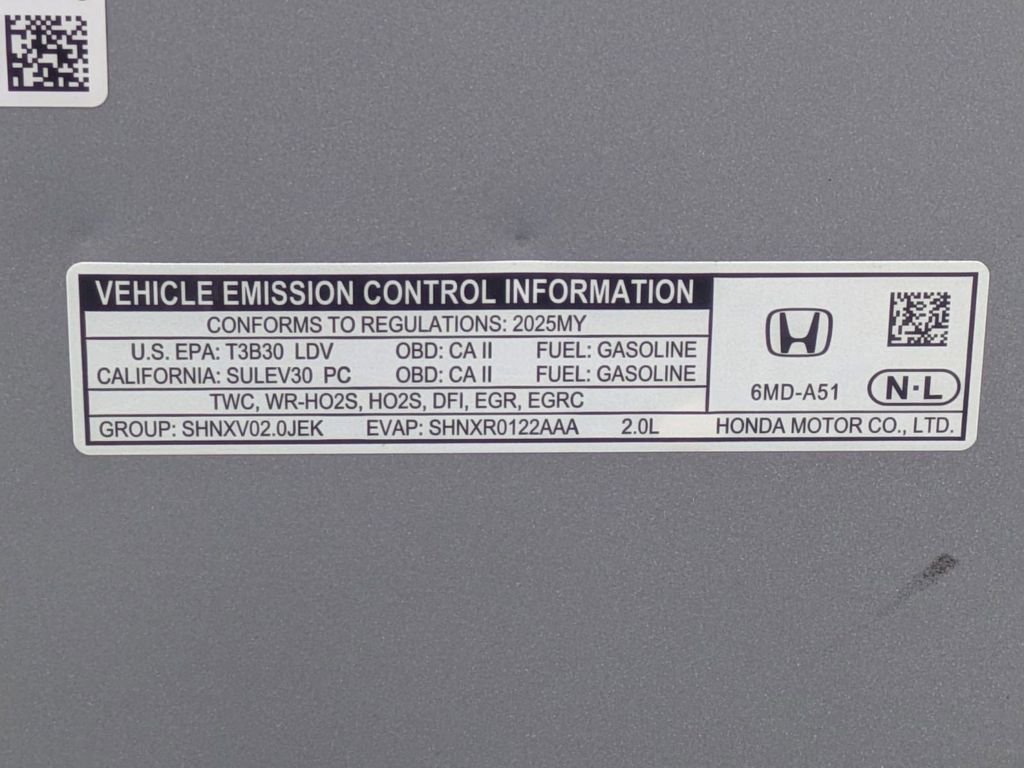 VEHICLE EMISSION CONTROL INFORMATION
CONFORMS TO REGULATIONS: 2025MY
U.S. EPA: T3B30 LDV OBD: CA II FUEL: GASOLINE
CALIFORNIA: SULEV30 PC OBD: CA II FUEL: GASOLINE
TWC, WR-HO2S, HO2S, DFI, EGR, EGRC
GROUP: SHNXV02.0JEK EVAP: SHNXR0122AAA 2.0L
6MD-A51 N·L
HONDA MOTOR CO., LTD.